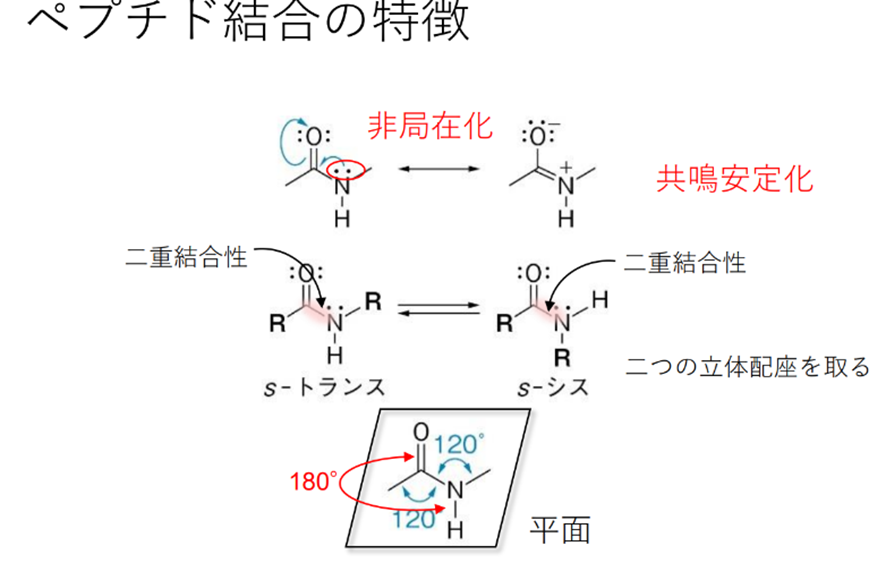 ペプチド結合の特徴
:O:
非局在化
:O:−
共鳴安定化
N
H
+
N
H
二重結合性
:O:
R
N
R
H
s-トランス
:O:
R
N
H
R
s-シス
二重結合性
二つの立体配座を取る
O
120°
180°
N
120
H
平面